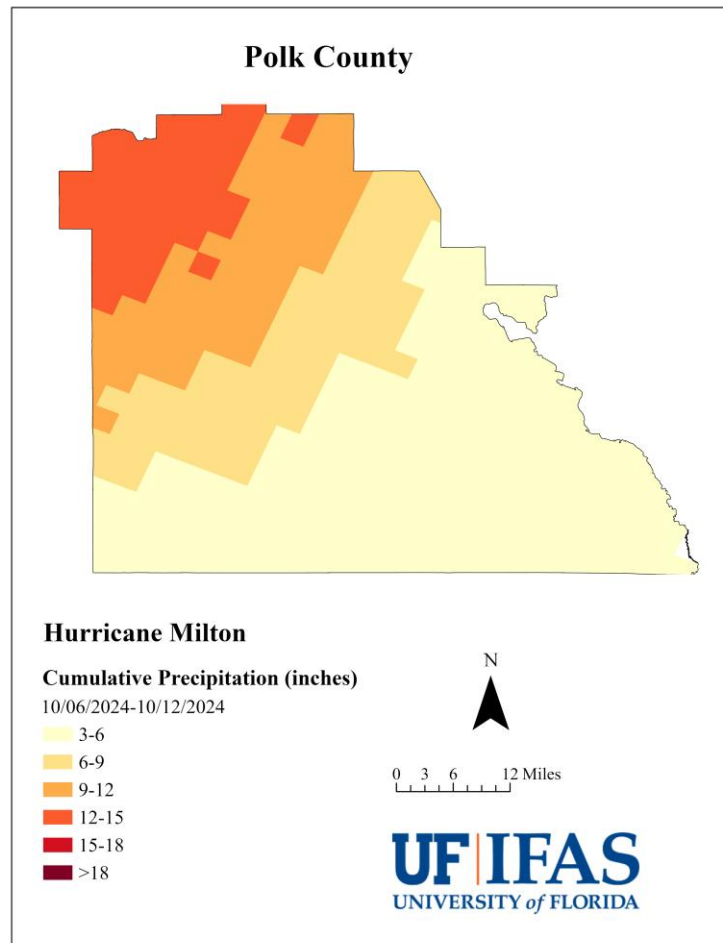 Polk County
Hurricane Milton
Cumulative Precipitation (inches)
10/06/2024-10/12/2024
3-6
6-9
9-12
12-15
15-18
>18
N
0 3 6 12 Miles
UF|IFAS
UNIVERSITY of FLORIDA